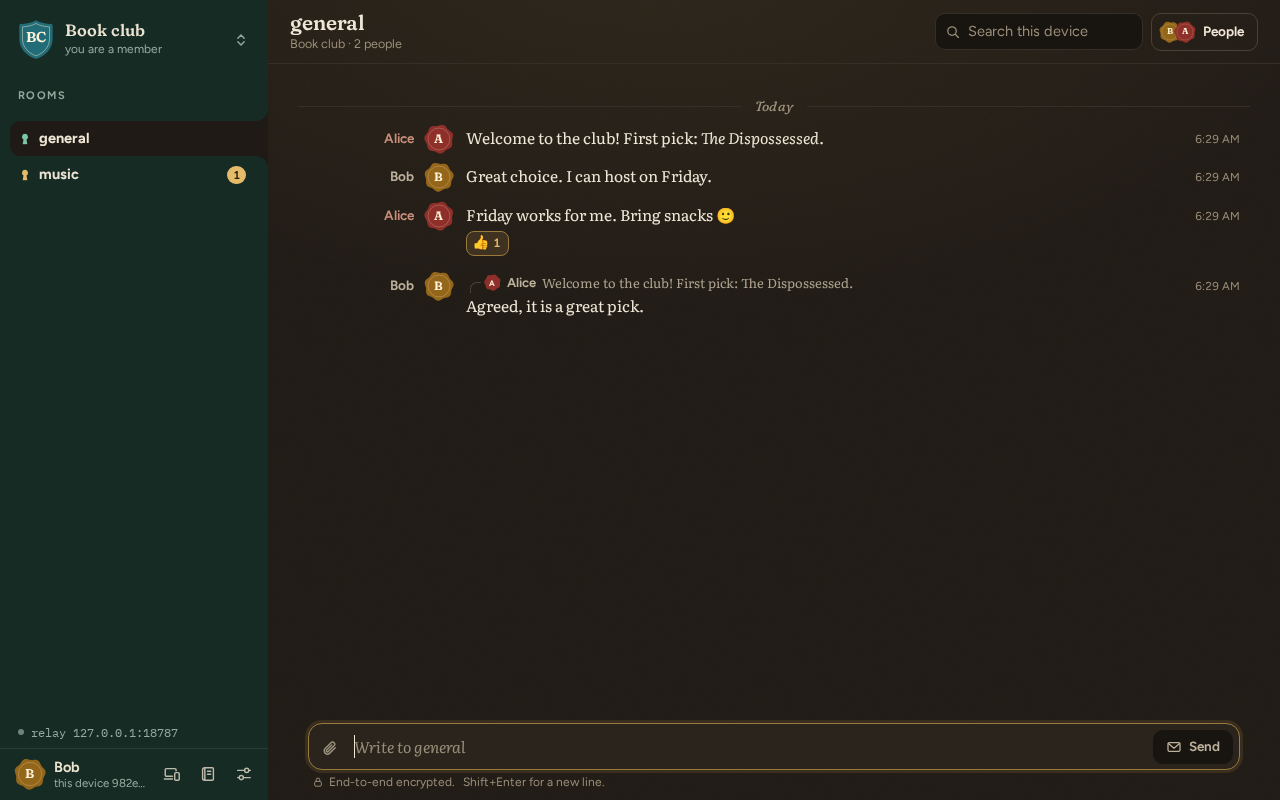 BC
Book club
you are a member
ROOMS
general
music 1
relay 127.0.0.1:18787
B
Bob
this device 982e…
general
Book club · 2 people
Search this device
B A People
Today
Alice A Welcome to the club! First pick: The Dispossessed. 6:29 AM
Bob B Great choice. I can host on Friday. 6:29 AM
Alice A Friday works for me. Bring snacks 🙂 6:29 AM
👍 1
Bob B A Alice Welcome to the club! First pick: The Dispossessed. 6:29 AM
Agreed, it is a great pick.
Write to general
Send
End-to-end encrypted. Shift+Enter for a new line.